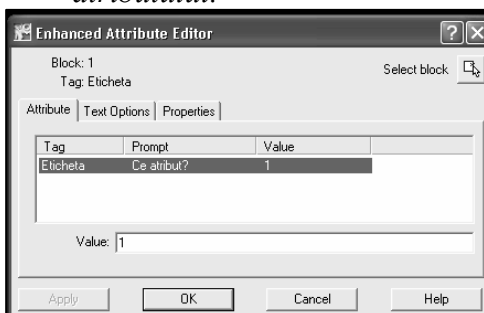 atributului.
Enhanced Attribute Editor
Block: 1
Tag: Eticheta
Select block
Attribute Text Options Properties
Tag Prompt Value
Eticheta Ce atribut? 1
Value: 1
Apply OK Cancel Help